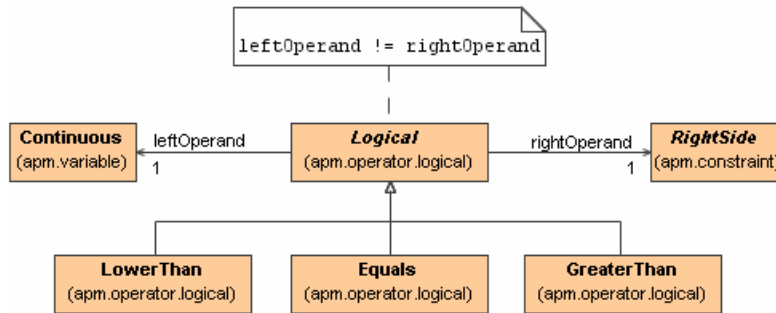 leftOperand != rightOperand
Continuous
(apm.variable)
leftOperand
1
Logical
(apm.operator.logical)
rightOperand
1
RightSide
(apm.constraint)
LowerThan
(apm.operator.logical)
Equals
(apm.operator.logical)
GreaterThan
(apm.operator.logical)